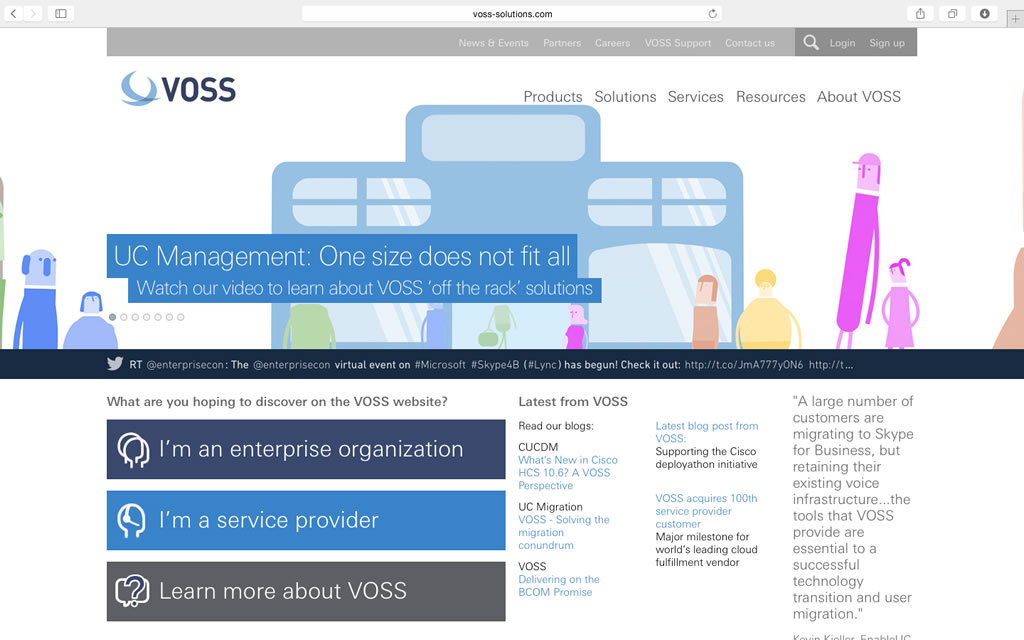 voss-solutions.com
News & Events Partners Careers VOSS Support Contact us Login Sign up
VOSS
Products Solutions Services Resources About VOSS
UC Management: One size does not fit all
Watch our video to learn about VOSS 'off the rack' solutions
RT @enterprisecon: The @enterprisecon virtual event on #Microsoft #Skype4B (#Lync) has begun! Check it out: http://t.co/JmA777yON6 http://t...
What are you hoping to discover on the VOSS website?
I'm an enterprise organization
I'm a service provider
Learn more about VOSS
Latest from VOSS
Read our blogs:
CUCDM
What's New in Cisco
HCS 10.6? A VOSS
Perspective
UC Migration
VOSS - Solving the
migration
conundrum
VOSS
Delivering on the
BCOM Promise
Latest blog post from
VOSS:
Supporting the Cisco
deployathon initiative
VOSS acquires 100th
service provider
customer
Major milestone for
world's leading cloud
fulfillment vendor
"A large number of
customers are
migrating to Skype
for Business, but
retaining their
existing voice
infrastructure...the
tools that VOSS
provide are
essential to a
successful
technology
transition and user
migration."